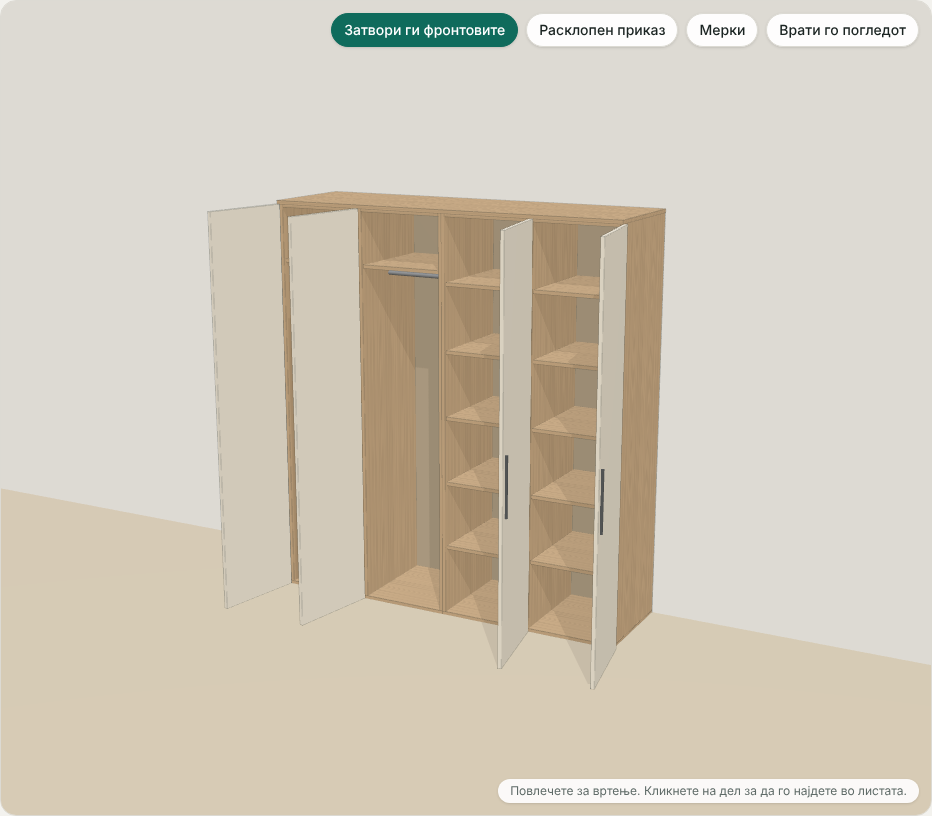 Затвори ги фронтовите
Расклопен приказ
Мерки
Врати го погледот
Повлечете за вртење. Кликнете на дел за да го најдете во листата.